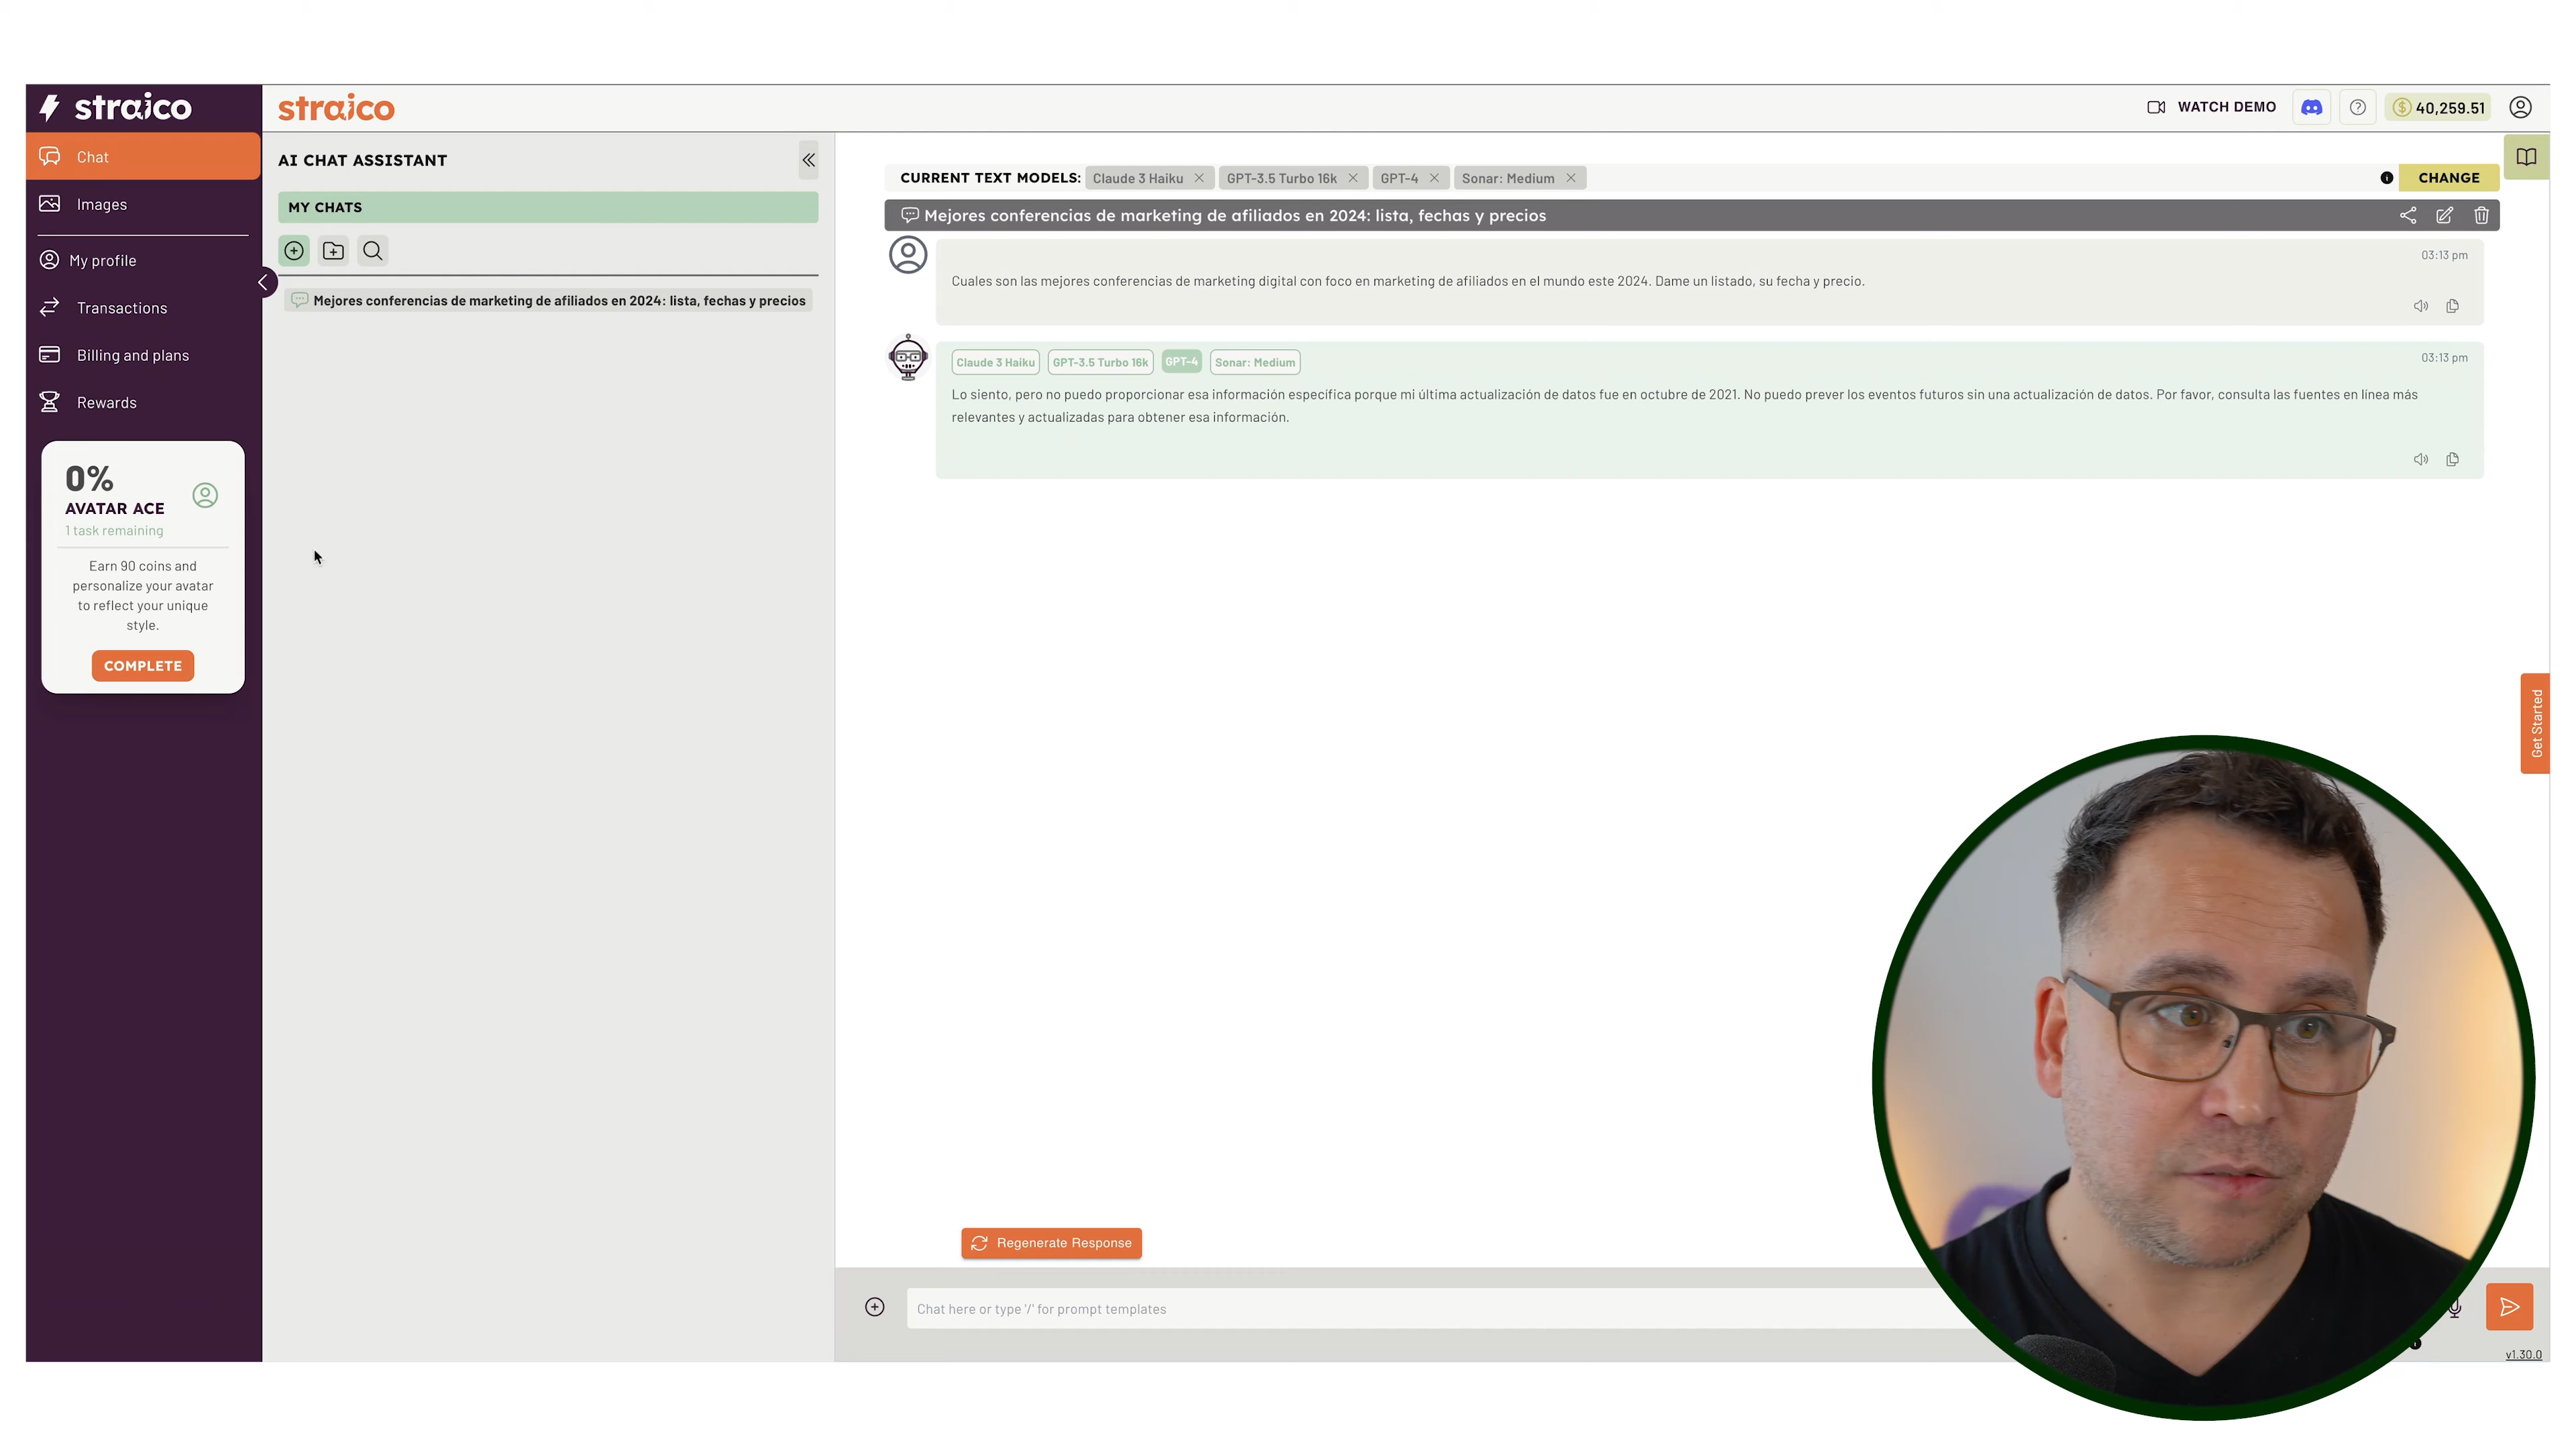 straico
straico
WATCH DEMO
40,259.51
Chat
Images
My profile
Transactions
Billing and plans
Rewards
0%
AVATAR ACE
1 task remaining
Earn 90 coins and
personalize your avatar
to reflect your unique
style.
COMPLETE
AI CHAT ASSISTANT
MY CHATS
Mejores conferencias de marketing de afiliados en 2024: lista, fechas y precios
CURRENT TEXT MODELS: Claude 3 Haiku GPT-3.5 Turbo 16k GPT-4 Sonar: Medium
CHANGE
Mejores conferencias de marketing de afiliados en 2024: lista, fechas y precios
03:13 pm
Cuales son las mejores conferencias de marketing digital con foco en marketing de afiliados en el mundo este 2024. Dame un listado, su fecha y precio.
Claude 3 Haiku GPT-3.5 Turbo 16k GPT-4 Sonar: Medium
03:13 pm
Lo siento, pero no puedo proporcionar esa información específica porque mi última actualización de datos fue en octubre de 2021. No puedo prever los eventos futuros sin una actualización de datos. Por favor, consulta las fuentes en línea más
relevantes y actualizadas para obtener esa información.
Get Started
Regenerate Response
Chat here or type '/' for prompt templates
v1.30.0